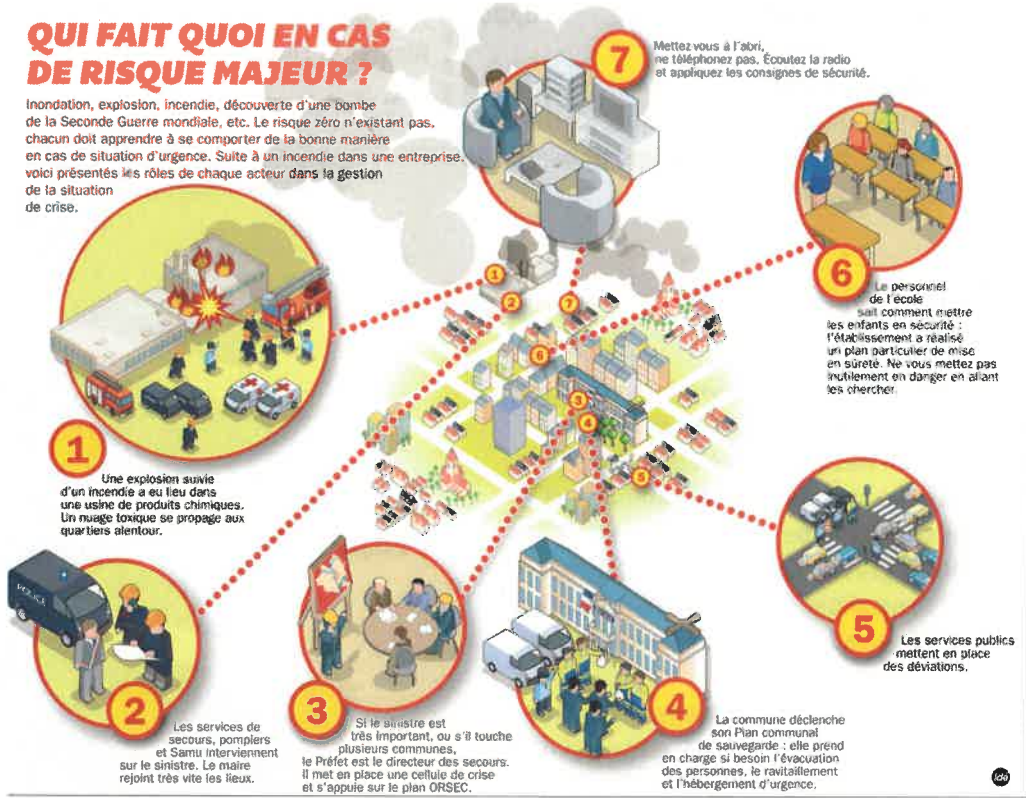 QUI FAIT QUOI EN CAS
DE RISQUE MAJEUR ?
Inondation, explosion, incendie, découverte d'une bombe
de la Seconde Guerre mondiale, etc. Le risque zéro n'existant pas,
chacun doit apprendre à se comporter de la bonne manière
en cas de situation d'urgence. Suite à un incendie dans une entreprise,
voici présentés les rôles de chaque acteur dans la gestion
de la situation
de crise.
7
Mettez vous à l'abri,
ne téléphonez pas. Écoutez la radio
et appliquez les consignes de sécurité.
6
Le personnel
de l'école
sait comment mettre
les enfants en sécurité :
l'établissement a réalisé
un plan particulier de mise
en sûreté. Ne vous mettez pas
inutilement en danger en allant
les chercher.
1
2
7
6
3
4
5
1
Une explosion suivie
d'un incendie a eu lieu dans
une usine de produits chimiques.
Un nuage toxique se propage aux
quartiers alentour.
POLICE
2
Les services de
secours, pompiers
et Samu interviennent
sur le sinistre. Le maire
rejoint très vite les lieux.
3
Si le sinistre est
très important, ou s'il touche
plusieurs communes,
le Préfet est le directeur des secours.
Il met en place une cellule de crise
et s'appuie sur le plan ORSEC.
4
La commune déclenche
son Plan communal
de sauvegarde : elle prend
en charge si besoin l'évacuation
des personnes, le ravitaillement
et l'hébergement d'urgence.
5
Les services publics
mettent en place
des déviations.
idé